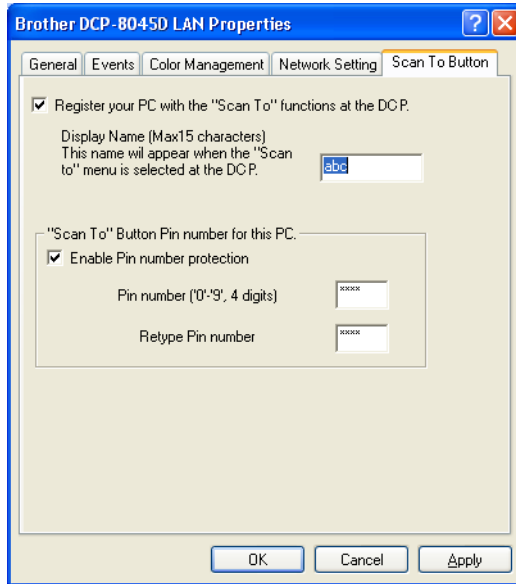 Brother DCP-8045D LAN Properties
General Events Color Management Network Setting Scan To Button
Register your PC with the "Scan To" functions at the DCP.
Display Name (Max15 characters)
This name wil appear when the "Scan
to" menu is selected at the DCP.
abc
"Scan To" Button Pin number for this PC.
Enable Pin number protection
Pin number ('0'-'9', 4 digits)
xxxx
Retype Pin number
xxxx
OK Cancel Apply